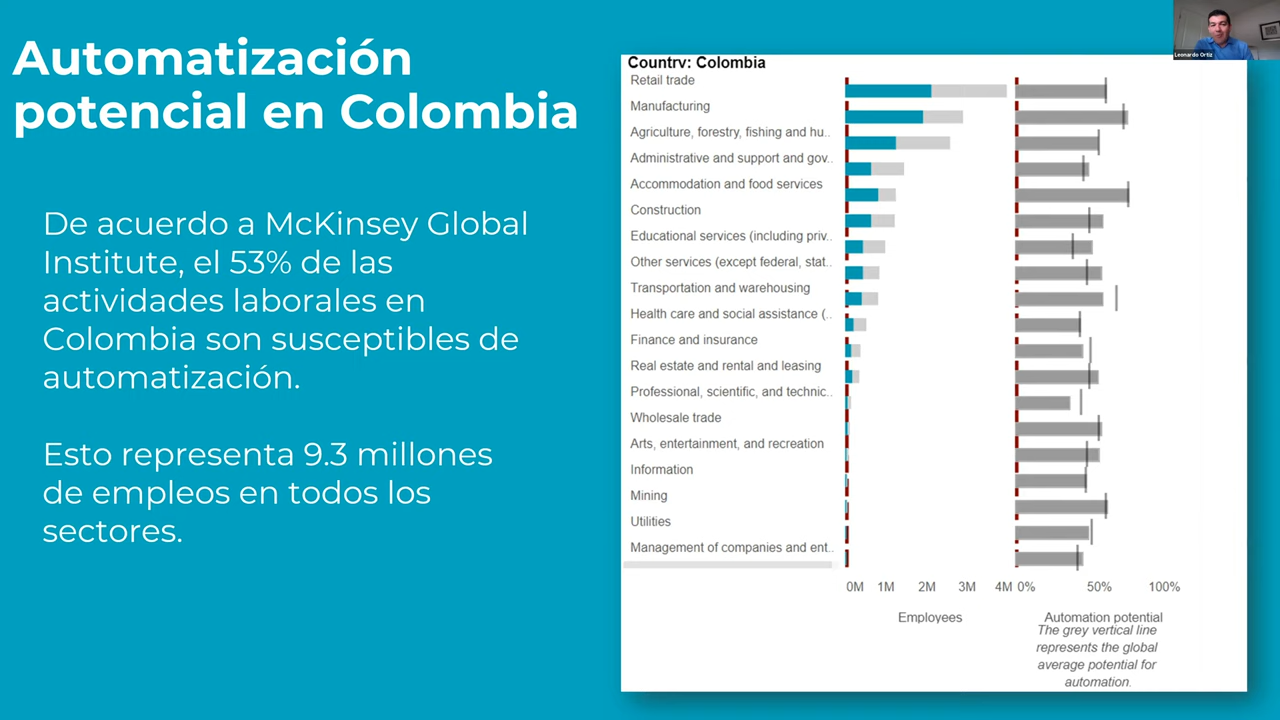 Automatización
potencial en Colombia
De acuerdo a McKinsey Global
Institute, el 53% de las
actividades laborales en
Colombia son susceptibles de
automatización.
Esto representa 9.3 millones
de empleos en todos los
sectores.
Leonardo Ortiz
Country: Colombia
Retail trade
Manufacturing
Agriculture, forestry, fishing and hu..
Administrative and support and gov..
Accommodation and food services
Construction
Educational services (including priv..
Other services (except federal, stat..
Transportation and warehousing
Health care and social assistance (..
Finance and insurance
Real estate and rental and leasing
Professional, scientific, and technic..
Wholesale trade
Arts, entertainment, and recreation
Information
Mining
Utilities
Management of companies and ent..
0M 1M 2M 3M 4M 0% 50% 100%
Employees
Automation potential
The grey vertical line
represents the global
average potential for
automation.